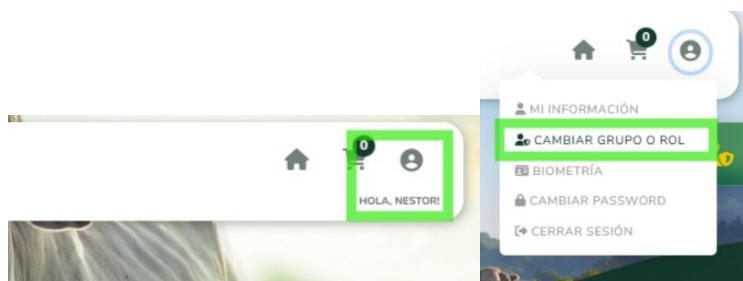 0
HOLA, NESTOR!
0
MI INFORMACIÓN
CAMBIAR GRUPO O ROL
BIOMETRÍA
CAMBIAR PASSWORD
CERRAR SESIÓN